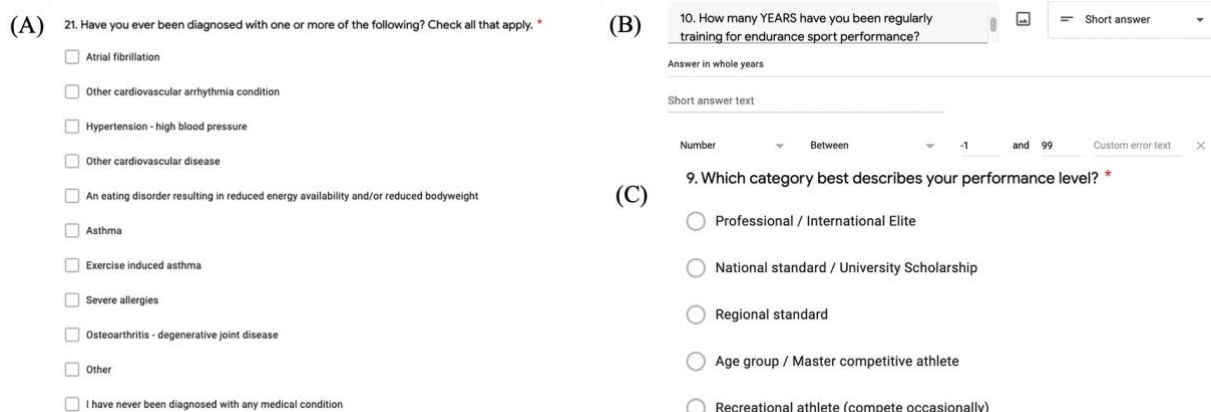 (A)
21. Have you ever been diagnosed with one or more of the following? Check all that apply. *
Atrial fibrillation
Other cardiovascular arrhythmia condition
Hypertension - high blood pressure
Other cardiovascular disease
An eating disorder resulting in reduced energy availability and/or reduced bodyweight
Asthma
Exercise induced asthma
Severe allergies
Osteoarthritis - degenerative joint disease
Other
I have never been diagnosed with any medical condition
(B)
10. How many YEARS have you been regularly
training for endurance sport performance?
Short answer
Answer in whole years
Short answer text
Number Between -1 and 99 Custom error text
(C)
9. Which category best describes your performance level? *
Professional / International Elite
National standard / University Scholarship
Regional standard
Age group / Master competitive athlete
Recreational athlete (compete occasionally)